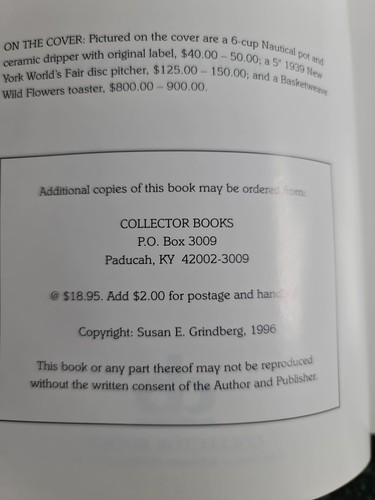 ON THE COVER: Pictured on the cover are a 6-cup Nautical pot and
ceramic dripper with original label, $40.00 – 50.00; a 5" 1939 New
York World's Fair disc pitcher, $125.00 – 150.00; and a Basketweave
Wild Flowers toaster, $800.00 – 900.00.
Additional copies of this book may be ordered from:
COLLECTOR BOOKS
P.O. Box 3009
Paducah, KY 42002-3009
@ $18.95. Add $2.00 for postage and
Copyright: Susan E. Grindberg, 1996
This book or any part thereof may not be reproduced
without the written consent of the Author and Publisher.